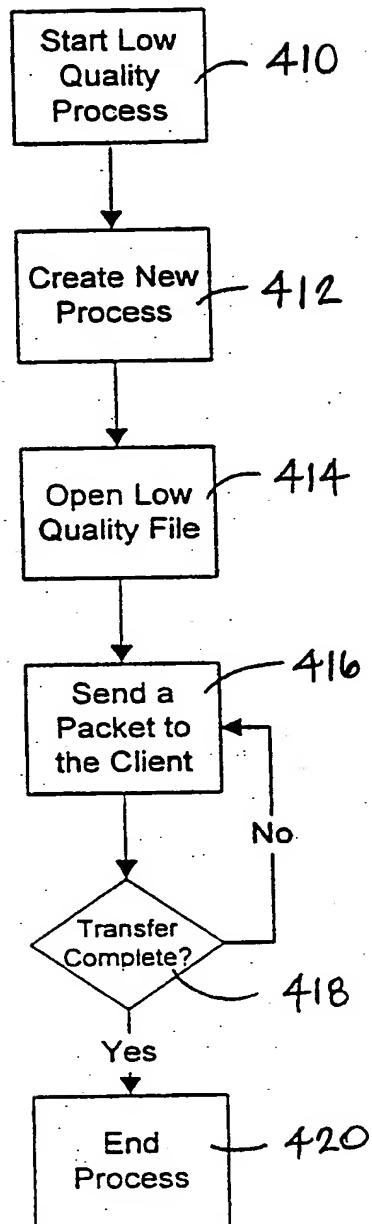 Start Low
Quality
Process
410
Create New
Process
412
Open Low
Quality File
414
Send a
Packet to
the Client
416
No
Transfer
Complete?
418
Yes
End
Process
420